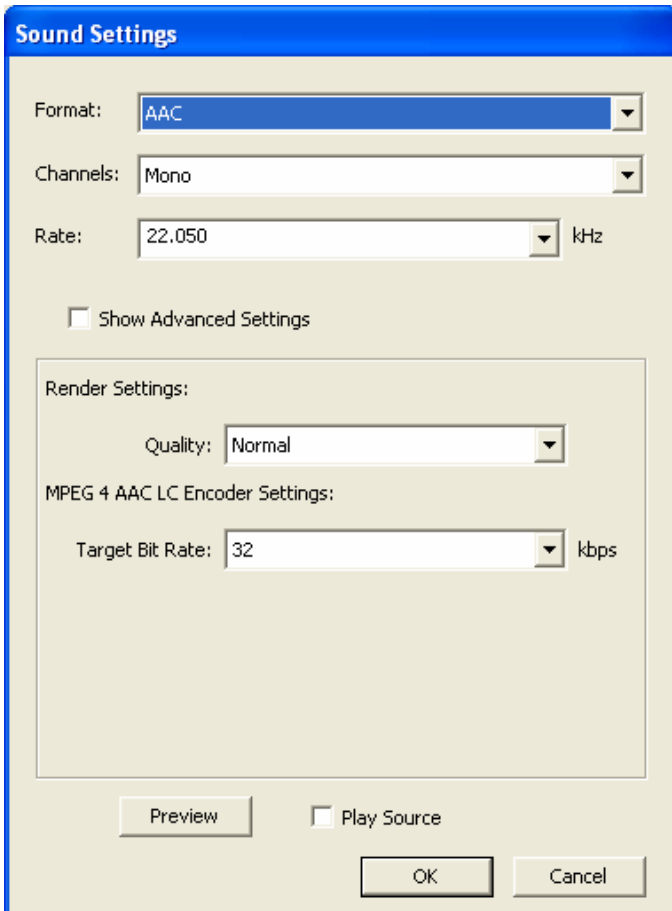 Sound Settings
Format: AAC
Channels: Mono
Rate: 22.050 kHz
Show Advanced Settings
Render Settings:
Quality: Normal
MPEG 4 AAC LC Encoder Settings:
Target Bit Rate: 32 kbps
Preview Play Source
OK Cancel